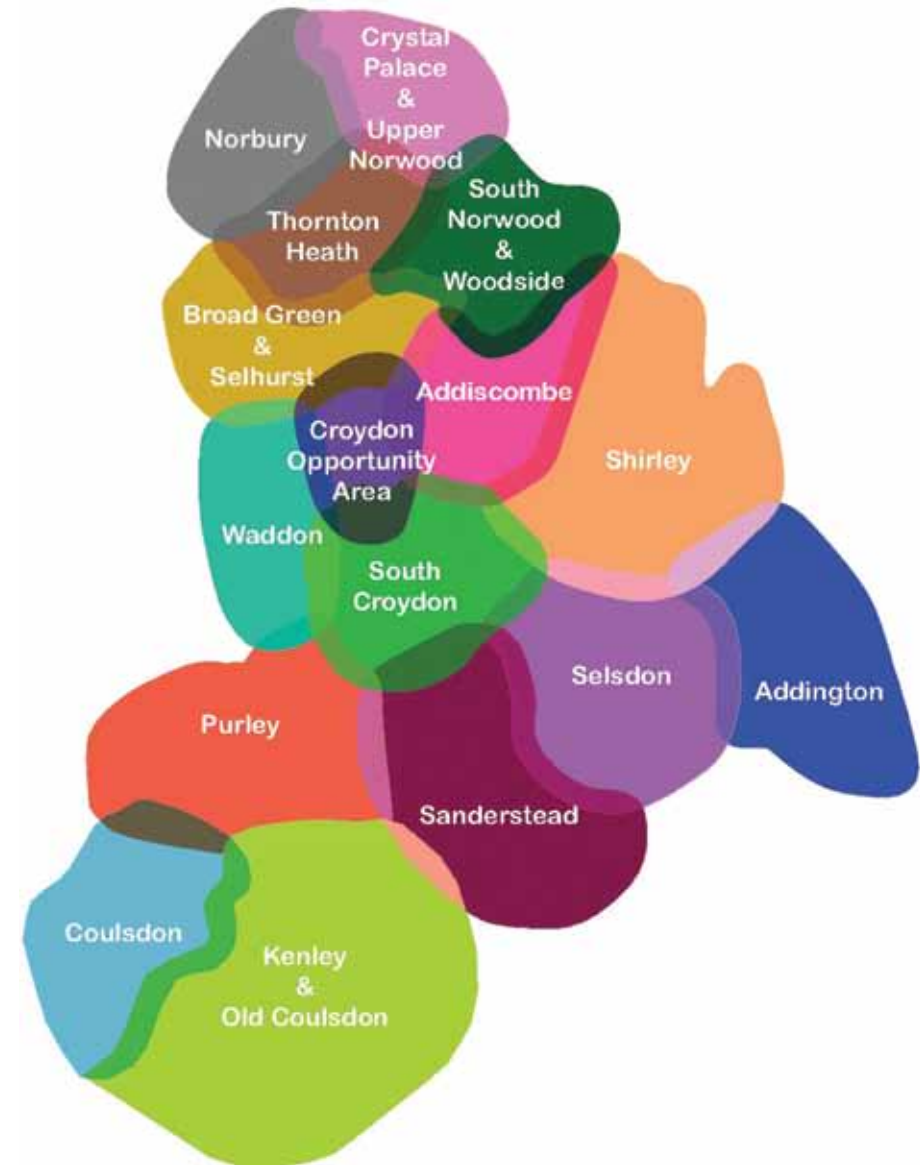 Crystal
Palace
&
Upper
Norwood
Norbury
South
Norwood
&
Woodside
Thornton
Heath
Broad Green
&
Selhurst
Addiscombe
Croydon
Opportunity
Area
Shirley
Waddon
South
Croydon
Selsdon
Addington
Purley
Sanderstead
Coulsdon
Kenley
&
Old Coulsdon